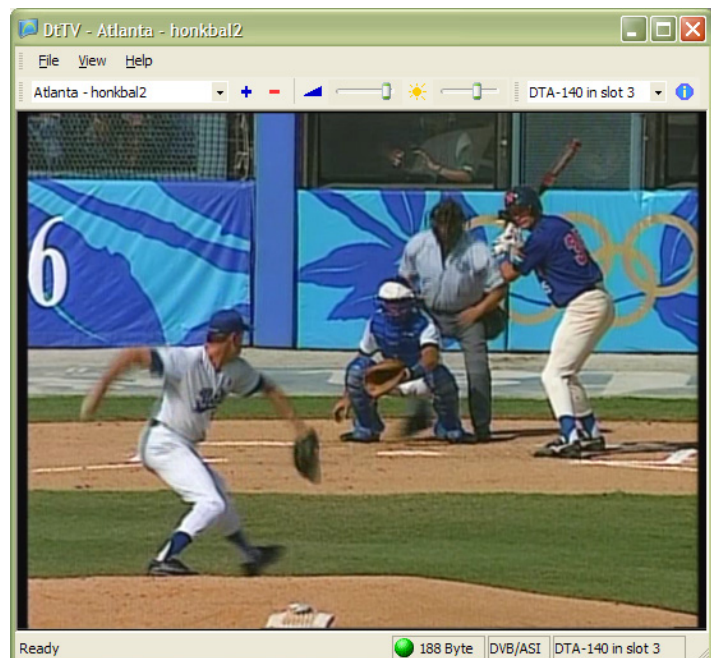 DtTV - Atlanta - honkbal2
File View Help
Atlanta - honkbal2 DTA-140 in slot 3
6
Ready 188 Byte DVB/ASI DTA-140 in slot 3